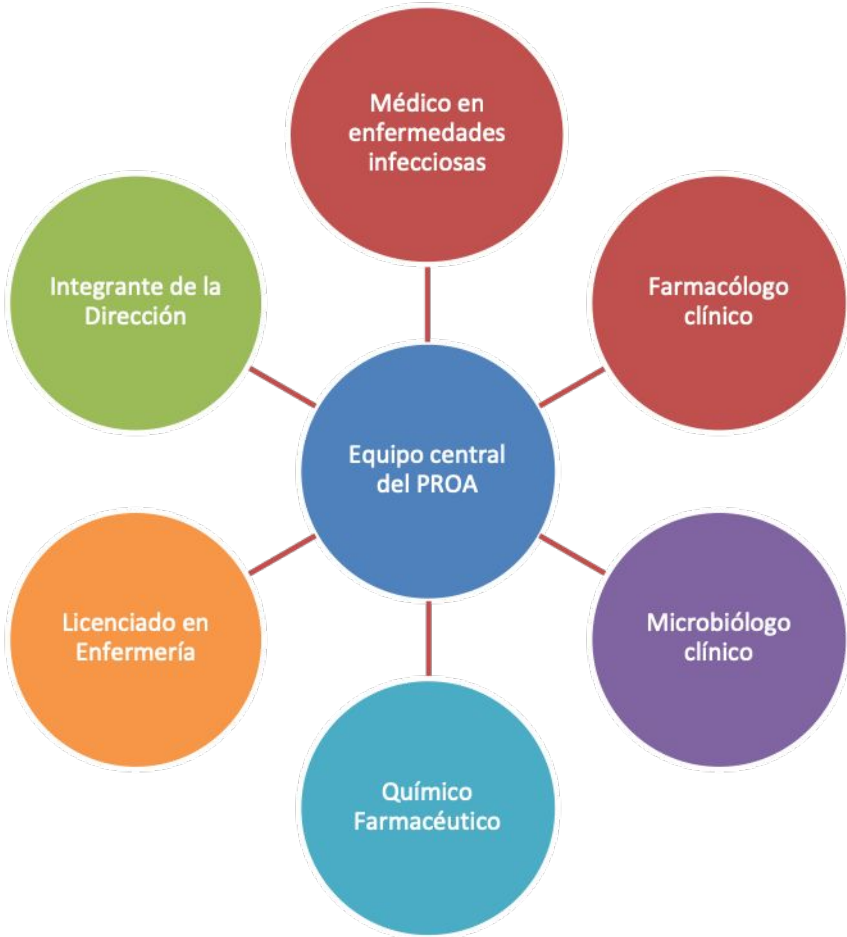 Médico en
enfermedades
infecciosas
Integrante de la
Dirección
Farmacólogo
clínico
Equipo central
del PROA
Licenciado en
Enfermería
Microbiólogo
clínico
Químico
Farmacéutico